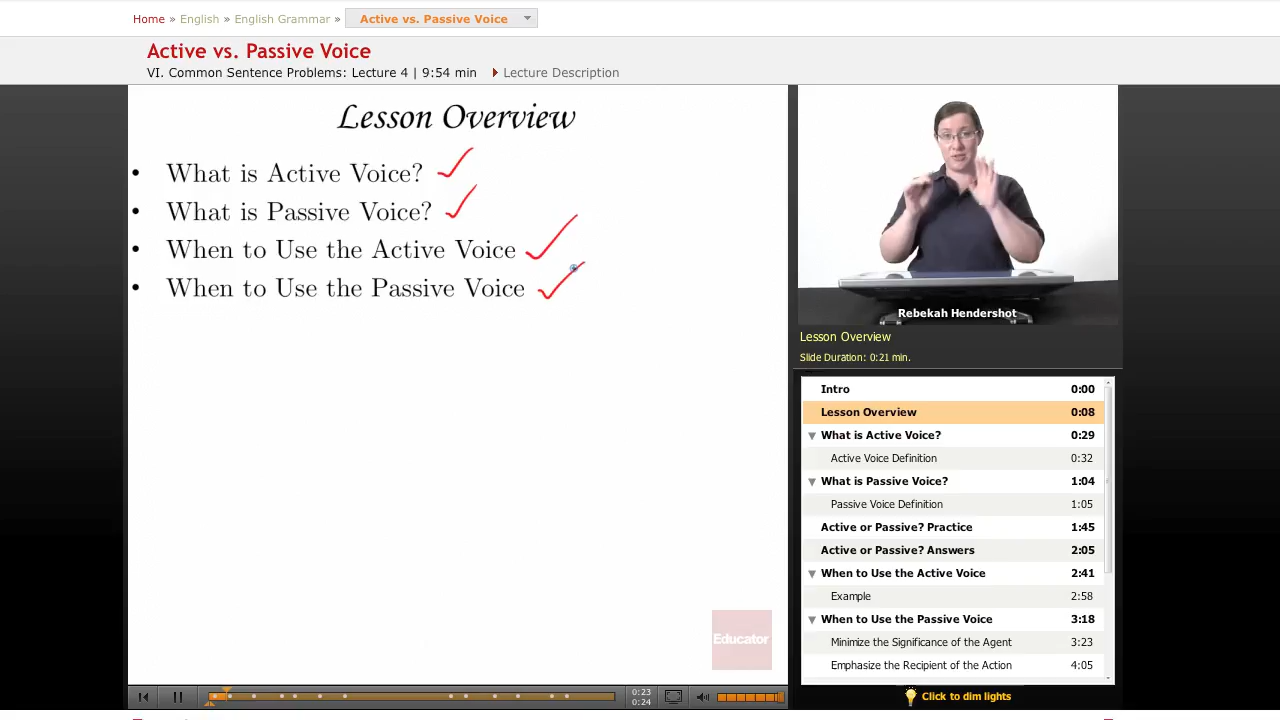 Home » English » English Grammar » Active vs. Passive Voice
Active vs. Passive Voice
VI. Common Sentence Problems: Lecture 4 | 9:54 min Lecture Description
Lesson Overview
• What is Active Voice?
• What is Passive Voice?
• When to Use the Active Voice
• When to Use the Passive Voice
Educator
0:23
0:24
Rebekah Hendershot
Lesson Overview
Slide Duration: 0:21 min.
Intro 0:00
Lesson Overview 0:08
What is Active Voice? 0:29
Active Voice Definition 0:32
What is Passive Voice? 1:04
Passive Voice Definition 1:05
Active or Passive? Practice 1:45
Active or Passive? Answers 2:05
When to Use the Active Voice 2:41
Example 2:58
When to Use the Passive Voice 3:18
Minimize the Significance of the Agent 3:23
Emphasize the Recipient of the Action 4:05
Click to dim lights